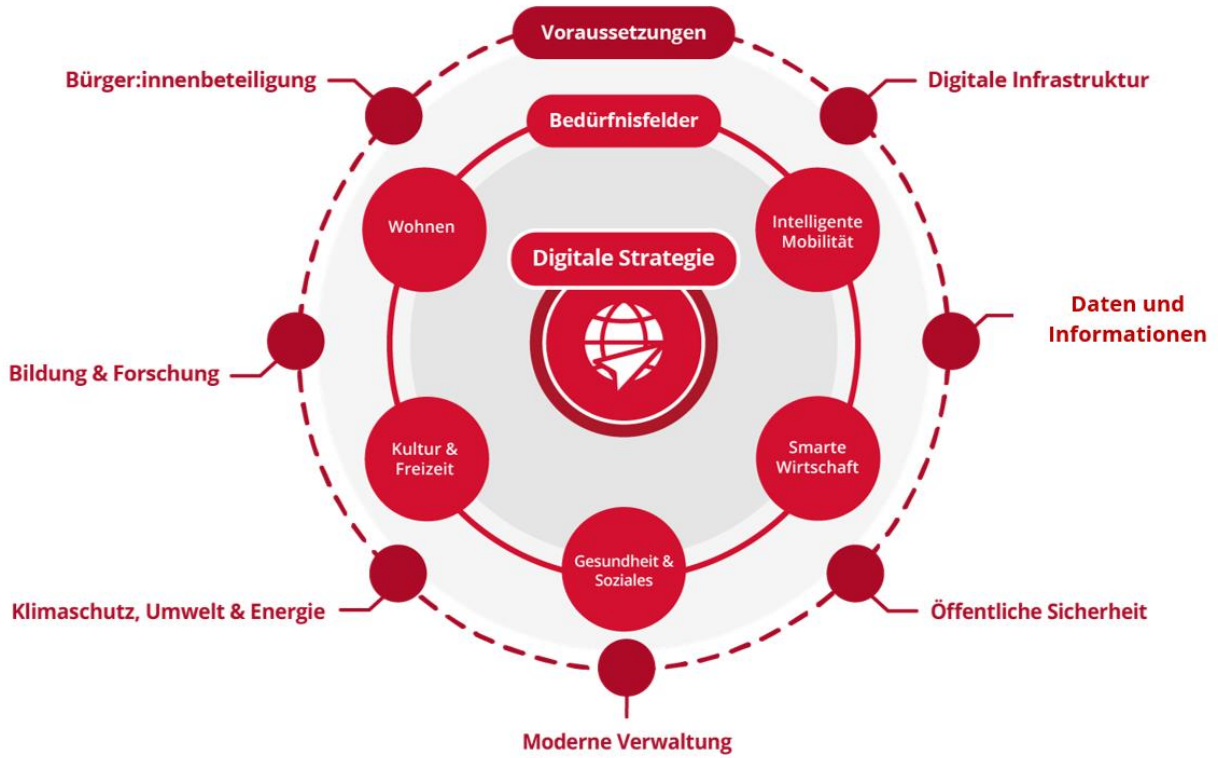 Voraussetzungen
Bürger:innenbeteiligung
Digitale Infrastruktur
Bedürfnisfelder
Wohnen
Intelligente
Mobilität
Digitale Strategie
Daten und
Informationen
Bildung & Forschung
Kultur &
Freizeit
Smarte
Wirtschaft
Gesundheit &
Soziales
Klimaschutz, Umwelt & Energie
Öffentliche Sicherheit
Moderne Verwaltung